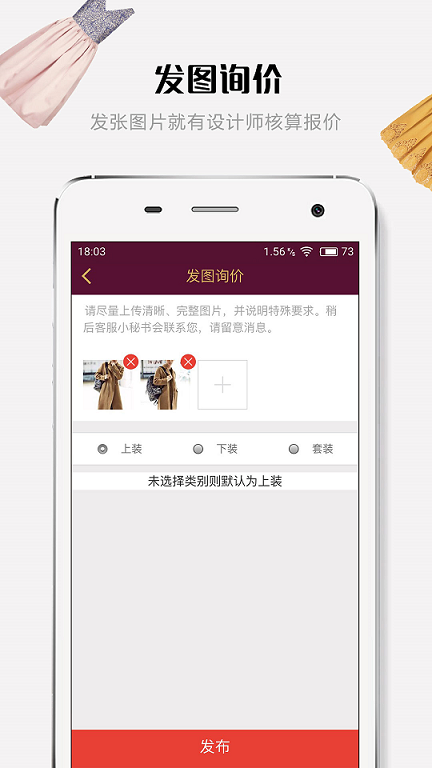 发图询价
发张图片就有设计师核算报价
18:03
1.56 K/s
73
发图询价
请尽量上传清晰、完整图片，并说明特殊要求。稍
后客服小秘书会联系您，请留意消息。
上装
下装
套装
未选择类别则默认为上装
发布